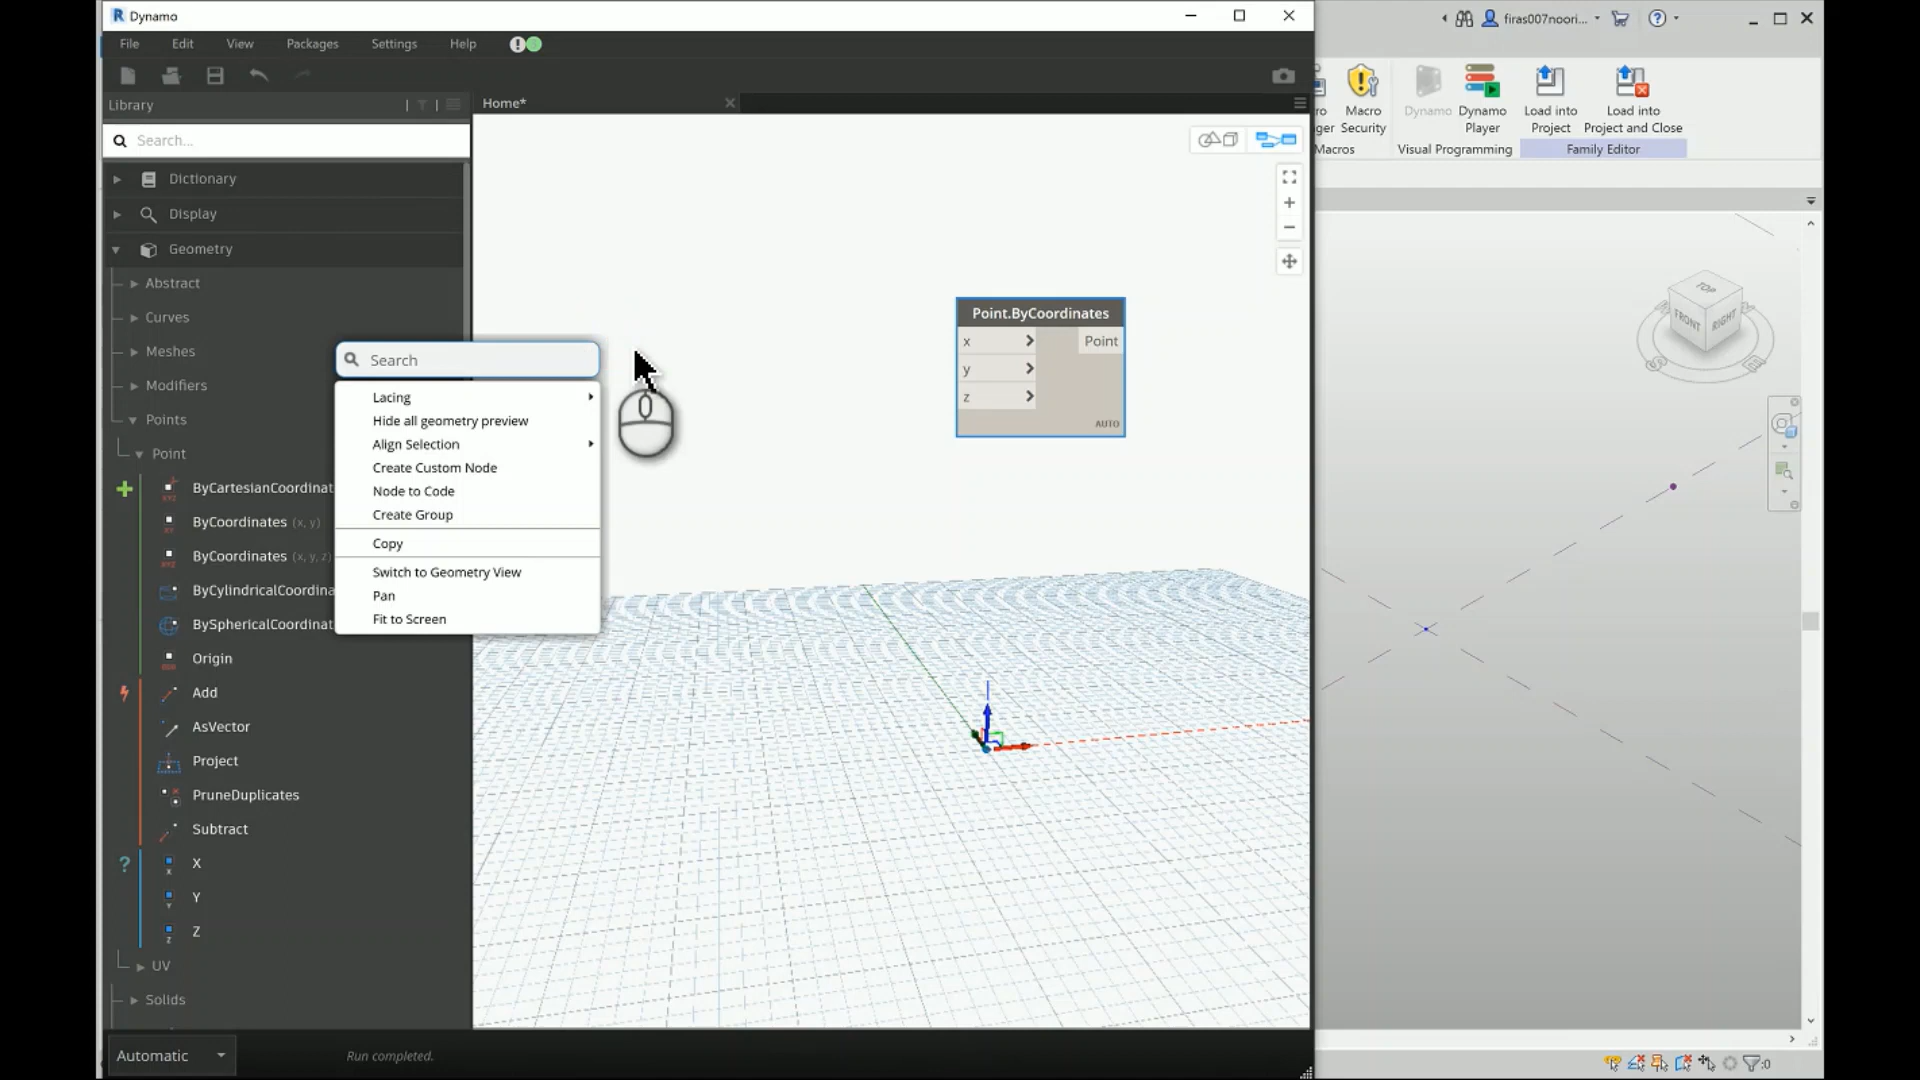 Dynamo
File Edit View Packages Settings Help
Library
Home*
Search...
Dictionary
Display
Geometry
Abstract
Curves
Meshes
Modifiers
Points
Point
ByCartesianCoordinat
ByCoordinates (x, y)
ByCoordinates (x, y, z)
ByCylindricalCoordina
BySphericalCoordinat
Origin
Add
AsVector
Project
PruneDuplicates
Subtract
X
Y
Z
UV
Solids
Automatic
Run completed.
Search
Lacing
Hide all geometry preview
Align Selection
Create Custom Node
Node to Code
Create Group
Copy
Switch to Geometry View
Pan
Fit to Screen
Point.ByCoordinates
x Point
y
z
AUTO
firas007noori...
ro Macro Dynamo Dynamo Load into Load into
ger Security Player Project Project and Close
Macros Visual Programming Family Editor
TOP
FRONT RIGHT
S E
:0